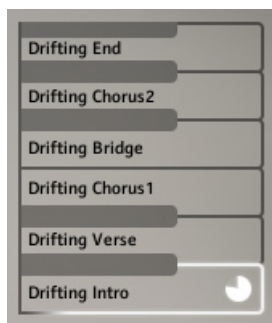 Drifting End
Drifting Chorus2
Drifting Bridge
Drifting Chorus1
Drifting Verse
Drifting Intro